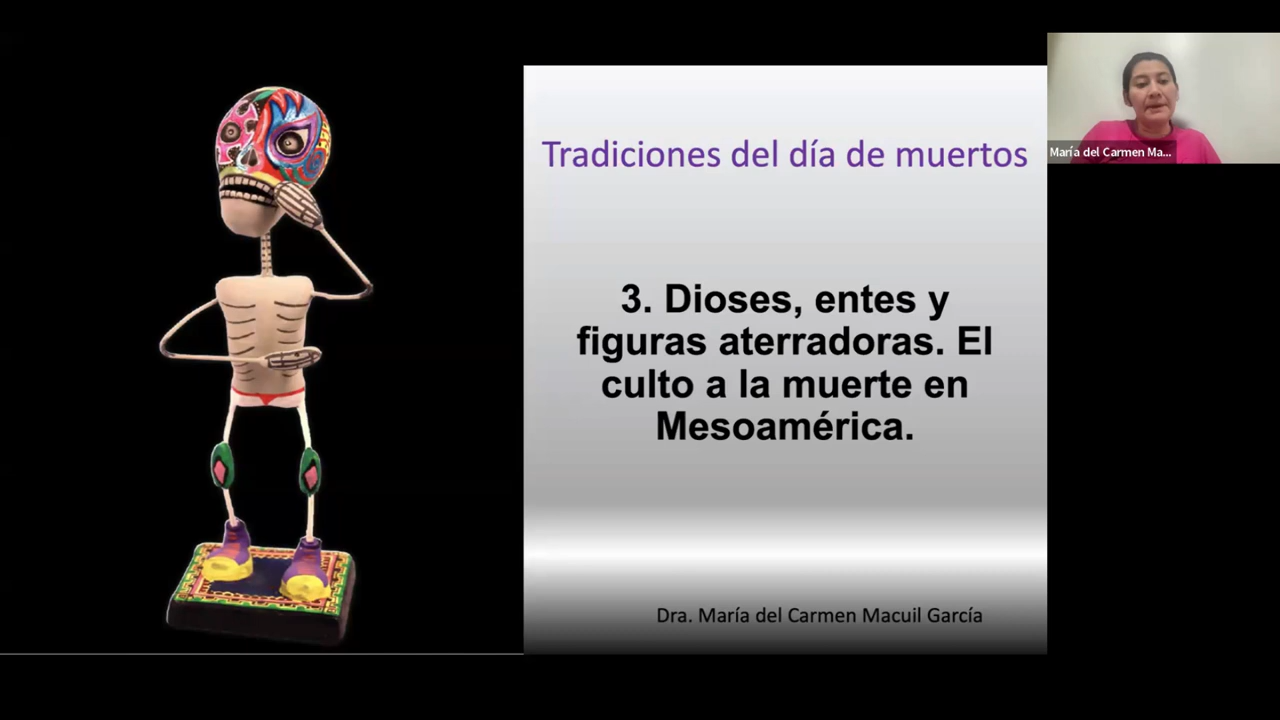 Tradiciones del día de muertos
3. Dioses, entes y
figuras aterradoras. El
culto a la muerte en
Mesoamérica.
Dra. María del Carmen Macuil García
María del Carmen Ma...